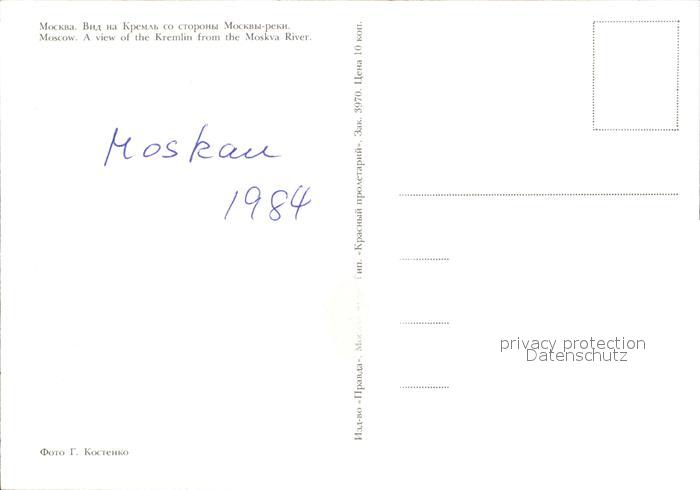 Москва. Вид на Кремль со стороны Москвы-реки.
Moscow. A view of the Kremlin from the Moskva River.
Moskau
1984
Фото Г. Костенко
Изд-во «Правда». «Красный пролетарий». Зак. 3970. Цена 10 коп.
privacy protection
Datenschutz